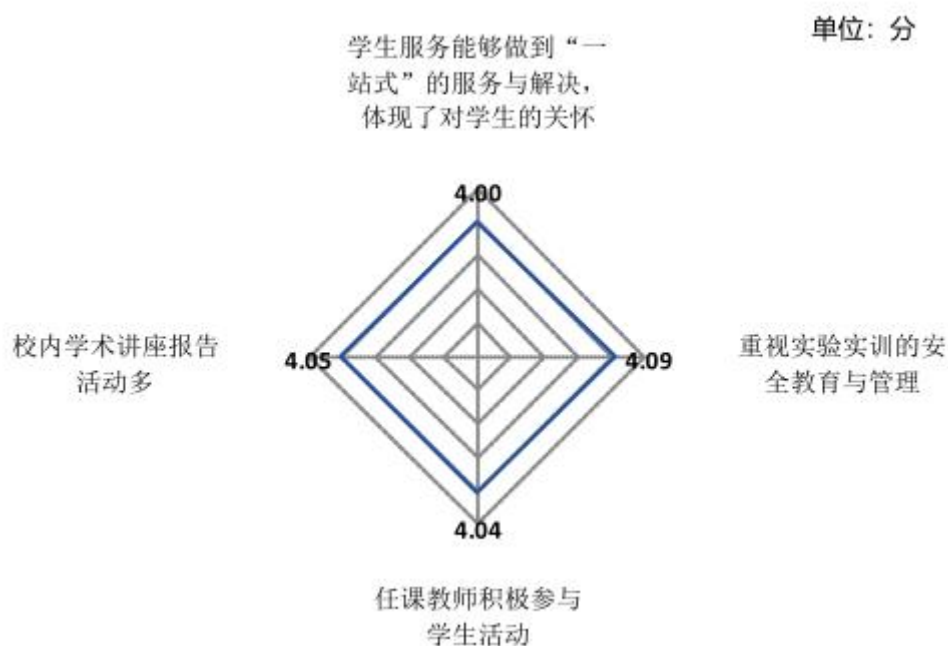 单位：分
学生服务能够做到“一
站式”的服务与解决，
体现了对学生的关怀
4.00
校内学术讲座报告
活动多
4.05
4.09
重视实验实训的安
全教育与管理
4.04
任课教师积极参与
学生活动